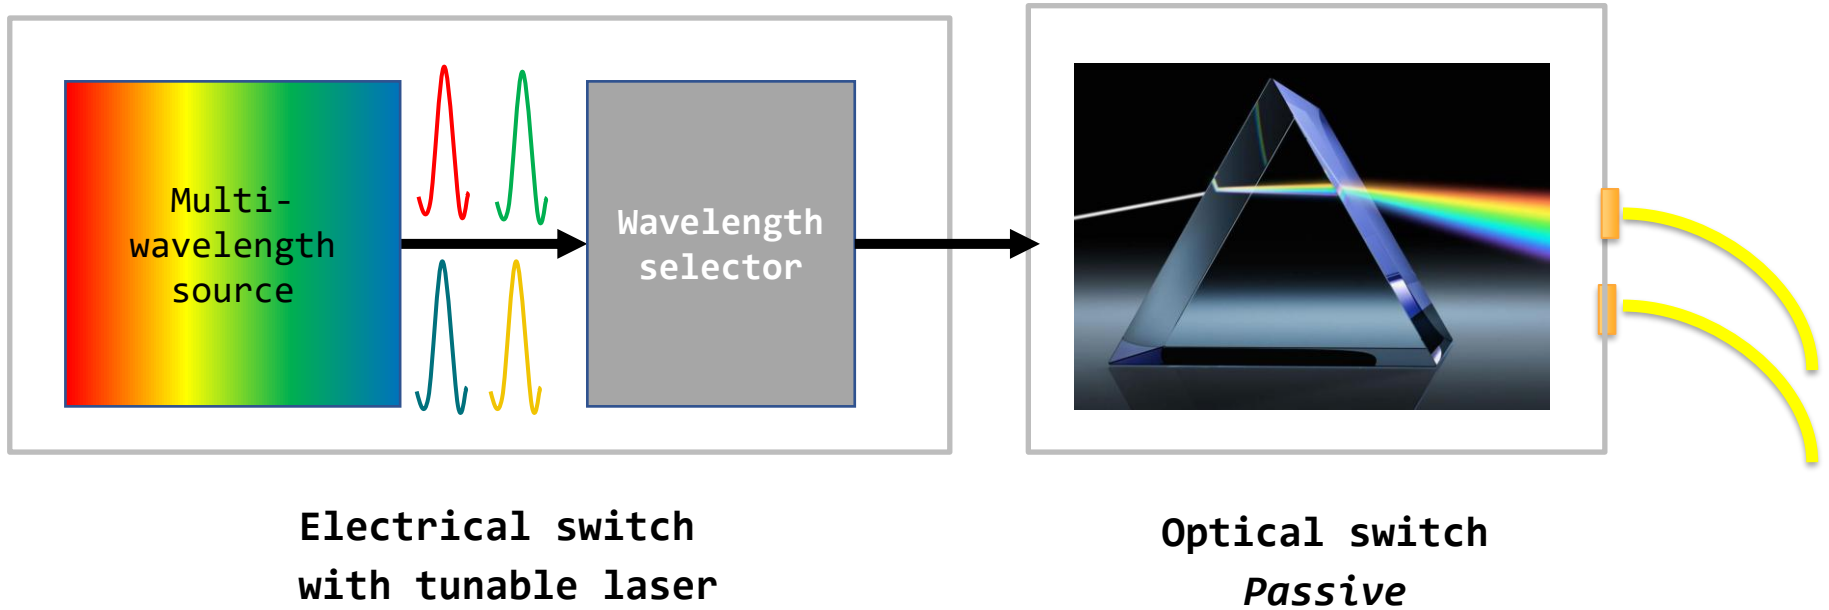 Multi-
wavelength
source
Wavelength
selector
Electrical switch
with tunable laser
Optical switch
Passive